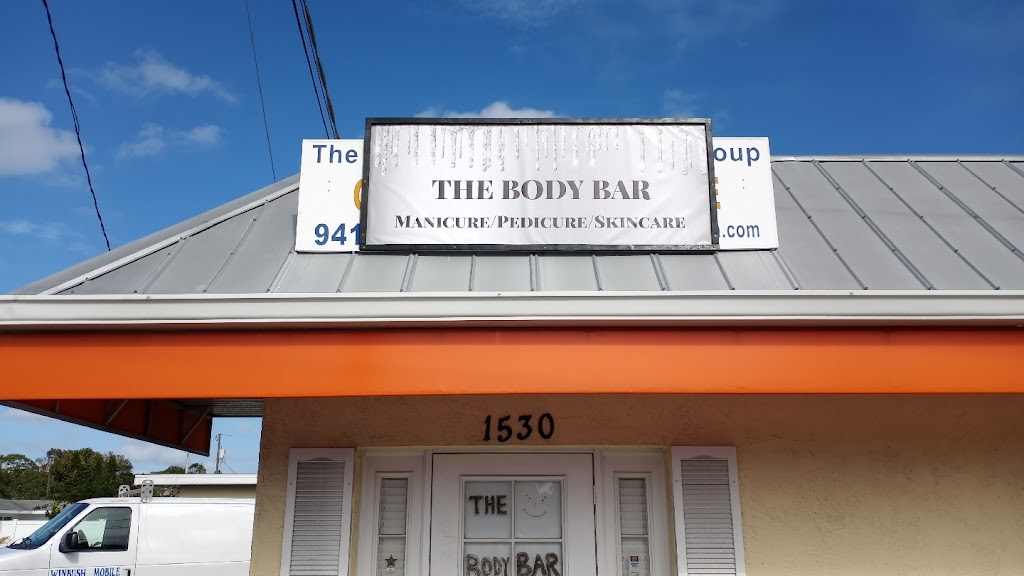 The
oup
THE BODY BAR
MANICURE/PEDICURE/SKINCARE
941
.com
1530
THE
BODY BAR
WINBUSH MOBILE